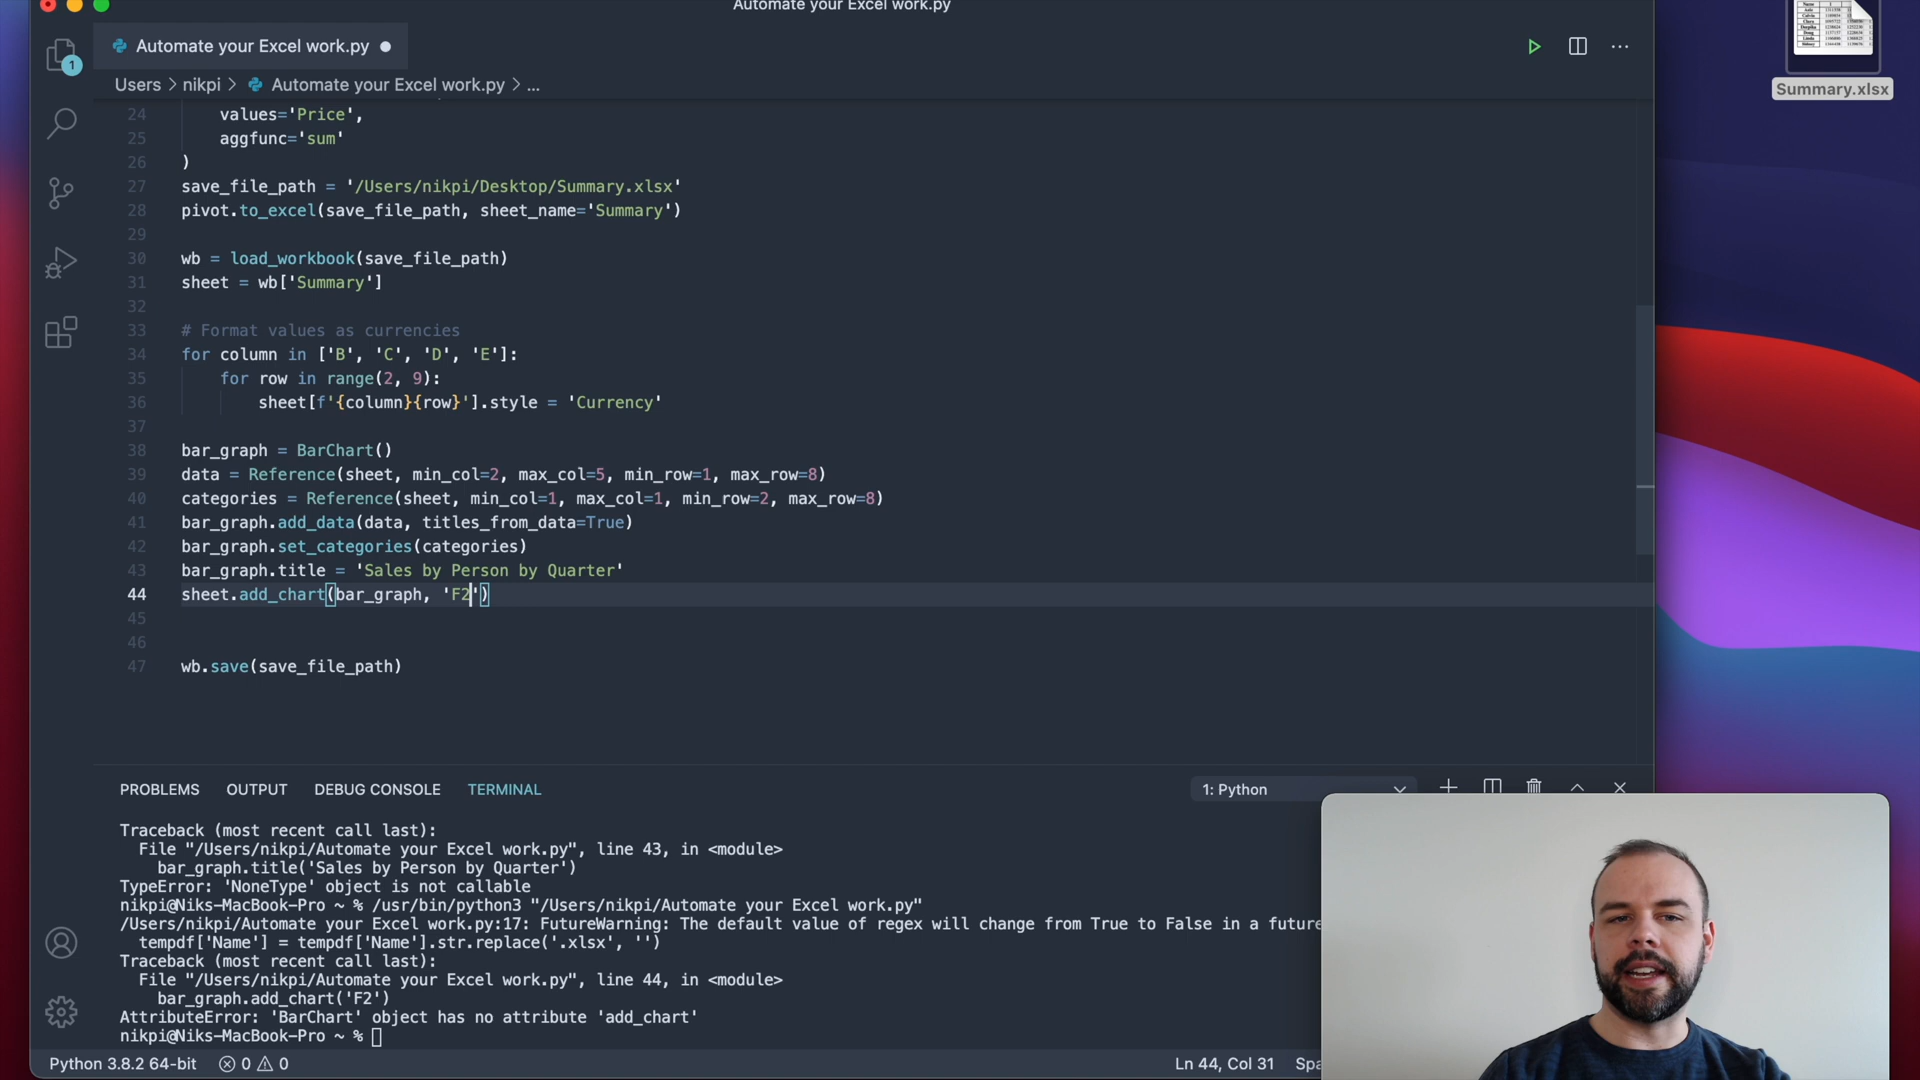 Automate your Excel work.py
Automate your Excel work.py
Users > nikpi > Automate your Excel work.py > ...
1
Summary.xlsx
24 values='Price',
25 aggfunc='sum'
26 )
27 save_file_path = '/Users/nikpi/Desktop/Summary.xlsx'
28 pivot.to_excel(save_file_path, sheet_name='Summary')
29
30 wb = load_workbook(save_file_path)
31 sheet = wb['Summary']
32
33 # Format values as currencies
34 for column in ['B', 'C', 'D', 'E']:
35 for row in range(2, 9):
36 sheet[f'{column}{row}'].style = 'Currency'
37
38 bar_graph = BarChart()
39 data = Reference(sheet, min_col=2, max_col=5, min_row=1, max_row=8)
40 categories = Reference(sheet, min_col=1, max_col=1, min_row=2, max_row=8)
41 bar_graph.add_data(data, titles_from_data=True)
42 bar_graph.set_categories(categories)
43 bar_graph.title = 'Sales by Person by Quarter'
44 sheet.add_chart(bar_graph, 'F2')
45
46
47 wb.save(save_file_path)
PROBLEMS OUTPUT DEBUG CONSOLE TERMINAL 1: Python
Traceback (most recent call last):
File "/Users/nikpi/Automate your Excel work.py", line 43, in <module>
bar_graph.title('Sales by Person by Quarter')
TypeError: 'NoneType' object is not callable
nikpi@Niks-MacBook-Pro ~ % /usr/bin/python3 "/Users/nikpi/Automate your Excel work.py"
/Users/nikpi/Automate your Excel work.py:17: FutureWarning: The default value of regex will change from True to False in a future
tempdf['Name'] = tempdf['Name'].str.replace('.xlsx', '')
Traceback (most recent call last):
File "/Users/nikpi/Automate your Excel work.py", line 44, in <module>
bar_graph.add_chart('F2')
AttributeError: 'BarChart' object has no attribute 'add_chart'
nikpi@Niks-MacBook-Pro ~ %
Python 3.8.2 64-bit 0 0 Ln 44, Col 31 Spa